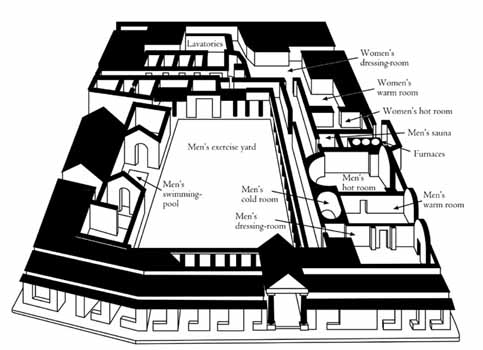 Lavatories
Women's
dressing-room
Women's
warm room
Women's hot room
Men's sauna
Furnaces
Men's exercise yard
Men's
swimming-
pool
Men's
hot room
Men's
cold room
Men's
warm room
Men's
dressing-room